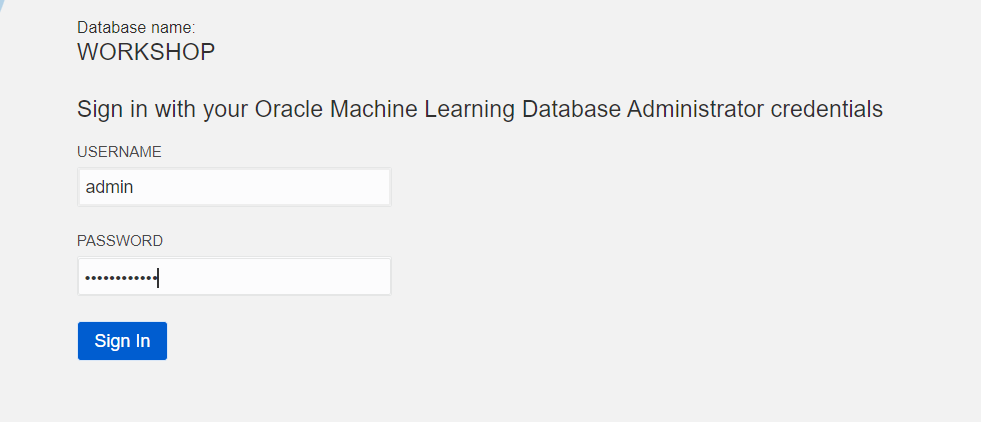 Database name:
WORKSHOP
Sign in with your Oracle Machine Learning Database Administrator credentials
USERNAME
admin
PASSWORD
••••••••••••
Sign In